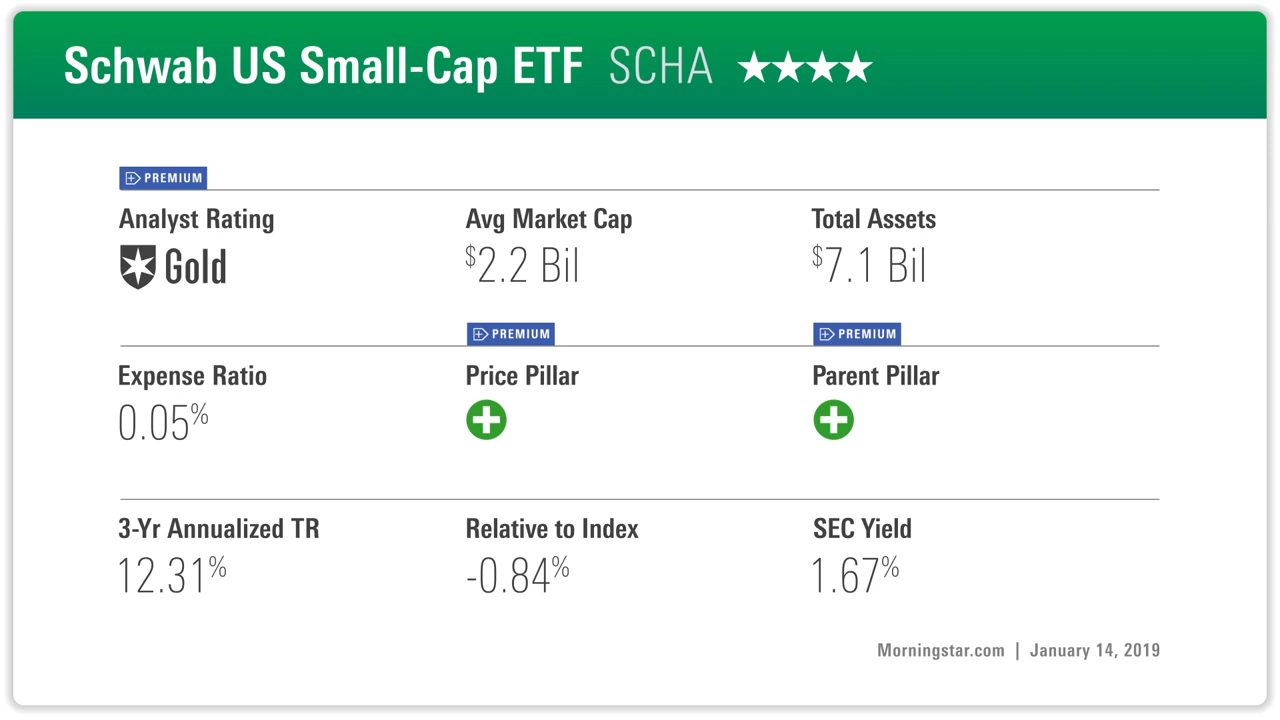 Schwab US Small-Cap ETF SCHA ★★★★
PREMIUM
Analyst Rating Avg Market Cap Total Assets
Gold $2.2 Bil $7.1 Bil
PREMIUM PREMIUM
Expense Ratio Price Pillar Parent Pillar
0.05%
3-Yr Annualized TR Relative to Index SEC Yield
12.31% -0.84% 1.67%
Morningstar.com | January 14, 2019